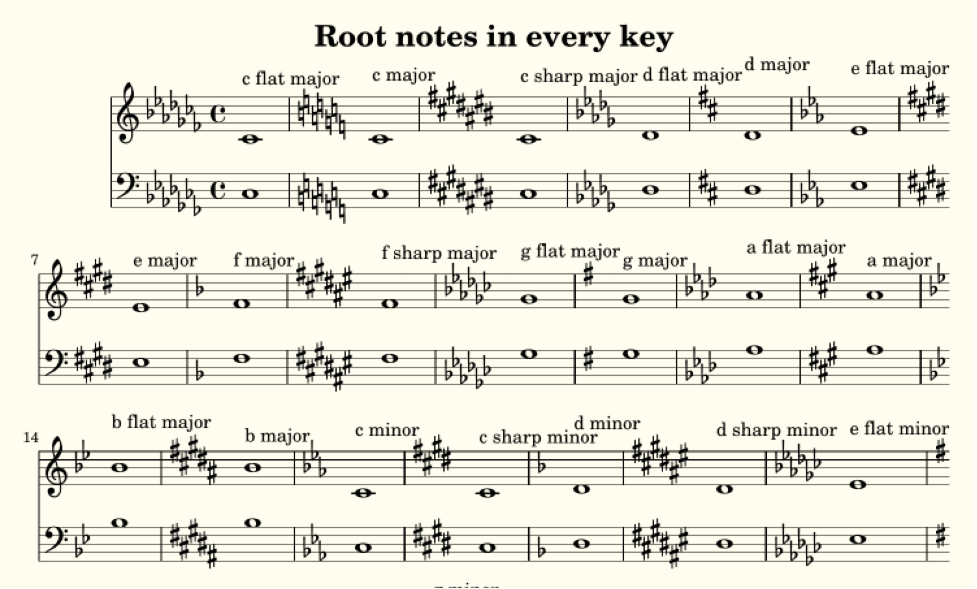 Root notes in every key
c flat major c major c sharp major d flat major d major e flat major
7 e major f major f sharp major g flat major g major a flat major a major
14 b flat major b major c minor c sharp minor d minor d sharp minor e flat minor